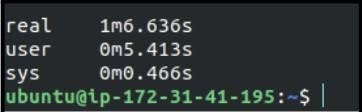 real 1m6.636s
user 0m5.413s
sys 0m0.466s
ubuntu@ip-172-31-41-195:~$